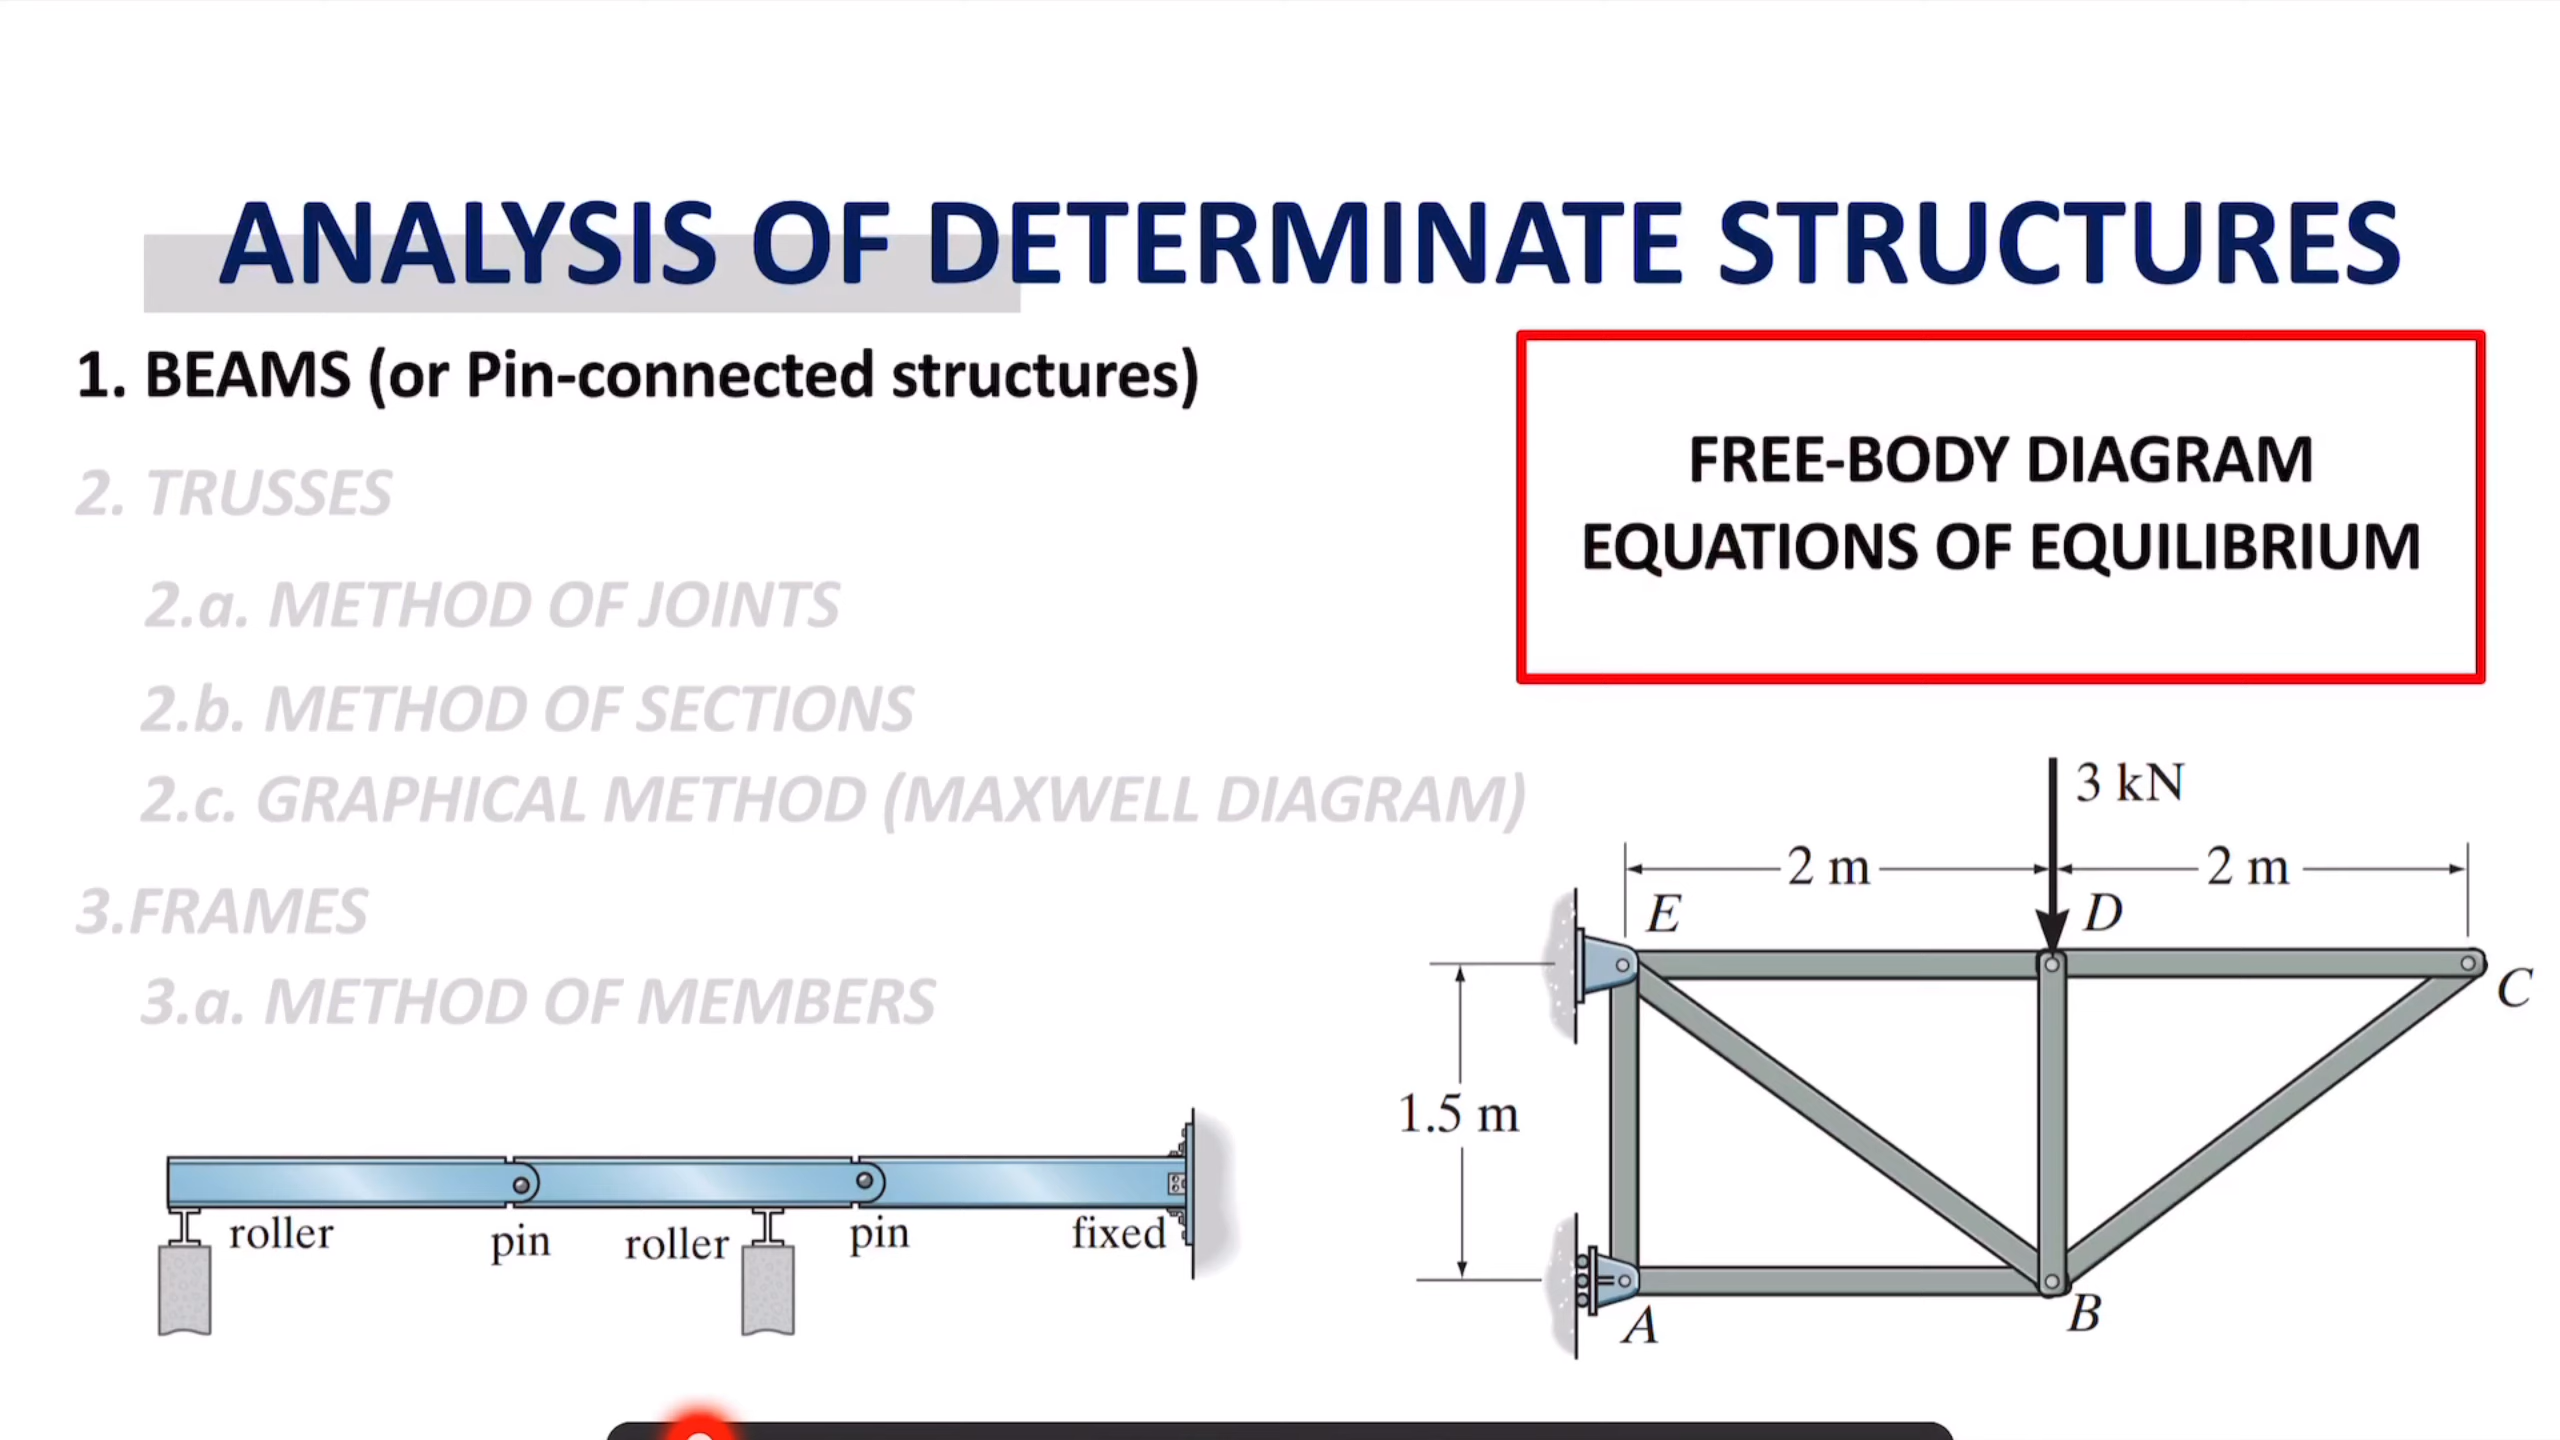 ANALYSIS OF DETERMINATE STRUCTURES
1. BEAMS (or Pin-connected structures)
2. TRUSSES
2.a. METHOD OF JOINTS
2.b. METHOD OF SECTIONS
2.c. GRAPHICAL METHOD (MAXWELL DIAGRAM)
3.FRAMES
3.a. METHOD OF MEMBERS
FREE-BODY DIAGRAM
EQUATIONS OF EQUILIBRIUM
roller
pin
roller
pin
fixed
3 kN
2 m
2 m
E
D
C
1.5 m
A
B